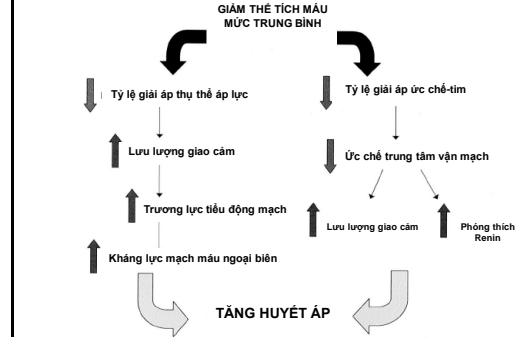 GIẢM THỂ TÍCH MÁU
MỨC TRUNG BÌNH
Tỷ lệ giải áp thụ thể áp lực
Lưu lượng giao cảm
Trương lực tiểu động mạch
Kháng lực mạch máu ngoại biên
Tỷ lệ giải áp ức chế-tim
Ức chế trung tâm vận mạch
Lưu lượng giao cảm
Phóng thích
Renin
TĂNG HUYẾT ÁP